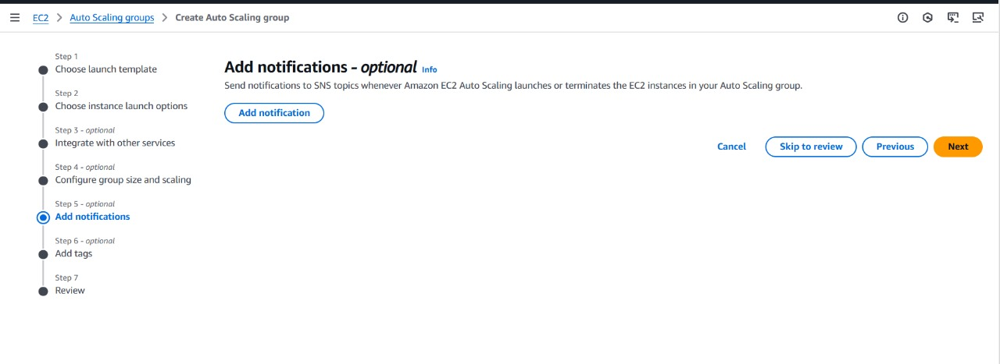 EC2 > Auto Scaling groups > Create Auto Scaling group
Step 1
Choose launch template
Step 2
Choose instance launch options
Step 3 - optional
Integrate with other services
Step 4 - optional
Configure group size and scaling
Step 5 - optional
Add notifications
Step 6 - optional
Add tags
Step 7
Review
Add notifications - optional Info
Send notifications to SNS topics whenever Amazon EC2 Auto Scaling launches or terminates the EC2 instances in your Auto Scaling group.
Add notification
Cancel Skip to review Previous Next